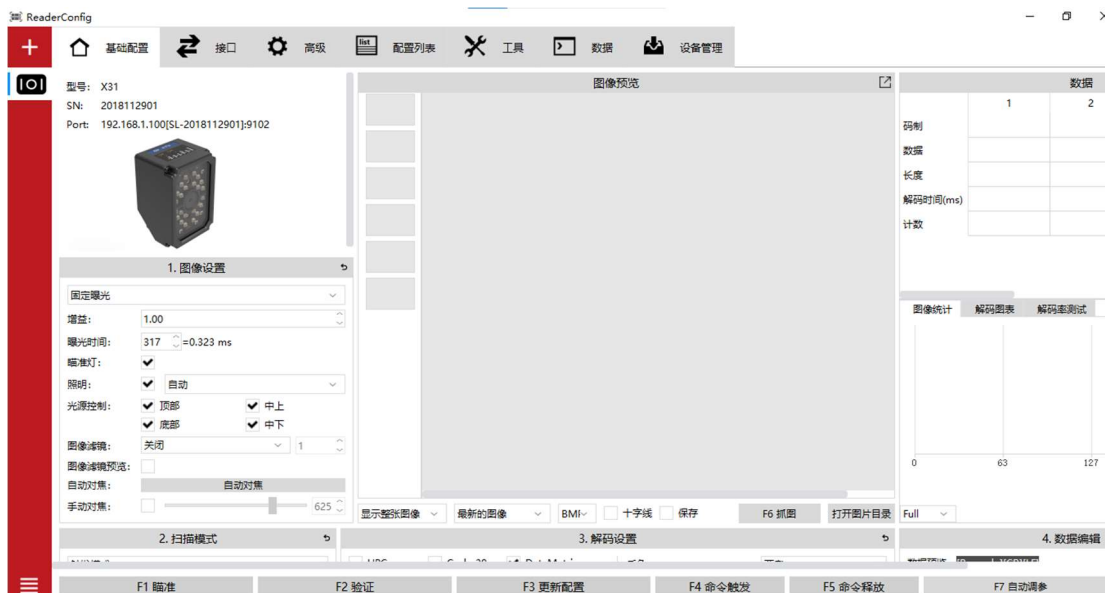 ReaderConfig
基础配置 接口 高级 list 配置列表 工具 数据 设备管理
型号: X31
SN: 2018112901
Port: 192.168.1.100[SL-2018112901]:9102
图像预览
数据
1 2
码制
数据
长度
解码时间(ms)
计数
1. 图像设置
固定曝光
增益: 1.00
曝光时间: 317 =0.323 ms
瞄准灯:
照明: 自动
光源控制: 顶部 中上
底部 中下
图像滤镜: 关闭 1
图像滤镜预览:
自动对焦: 自动对焦
手动对焦: 625
图像统计 解码图表 解码率测试
0 63 127
显示整张图像 最新的图像 BMI 十字线 保存 F6 抓图 打开图片目录 Full
2. 扫描模式 3. 解码设置 4. 数据编辑
F1 瞄准 F2 验证 F3 更新配置 F4 命令触发 F5 命令释放 F7 自动调参